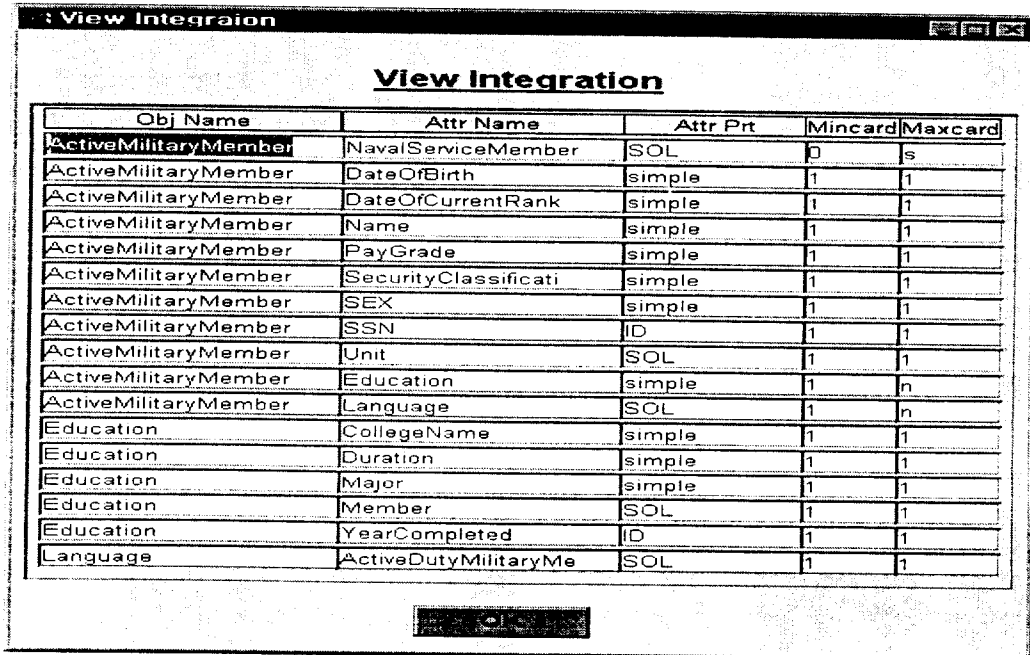 : View Integraion
View Integration
Obj Name Attr Name Attr Prt Mincard Maxcard
ActiveMilitaryMember NavalServiceMember SOL 0 s
ActiveMilitaryMember DateOfBirth simple 1 1
ActiveMilitaryMember DateOfCurrentRank simple 1 1
ActiveMilitaryMember Name simple 1 1
ActiveMilitaryMember PayGrade simple 1 1
ActiveMilitaryMember SecurityClassificati simple 1 1
ActiveMilitaryMember SEX simple 1 1
ActiveMilitaryMember SSN ID 1 1
ActiveMilitaryMember Unit SOL 1 1
ActiveMilitaryMember Education simple 1 n
ActiveMilitaryMember Language SOL 1 n
Education CollegeName simple 1 1
Education Duration simple 1 1
Education Major simple 1 1
Education Member SOL 1 1
Education YearCompleted ID 1 1
Language ActiveDutyMilitaryMe SOL 1 1